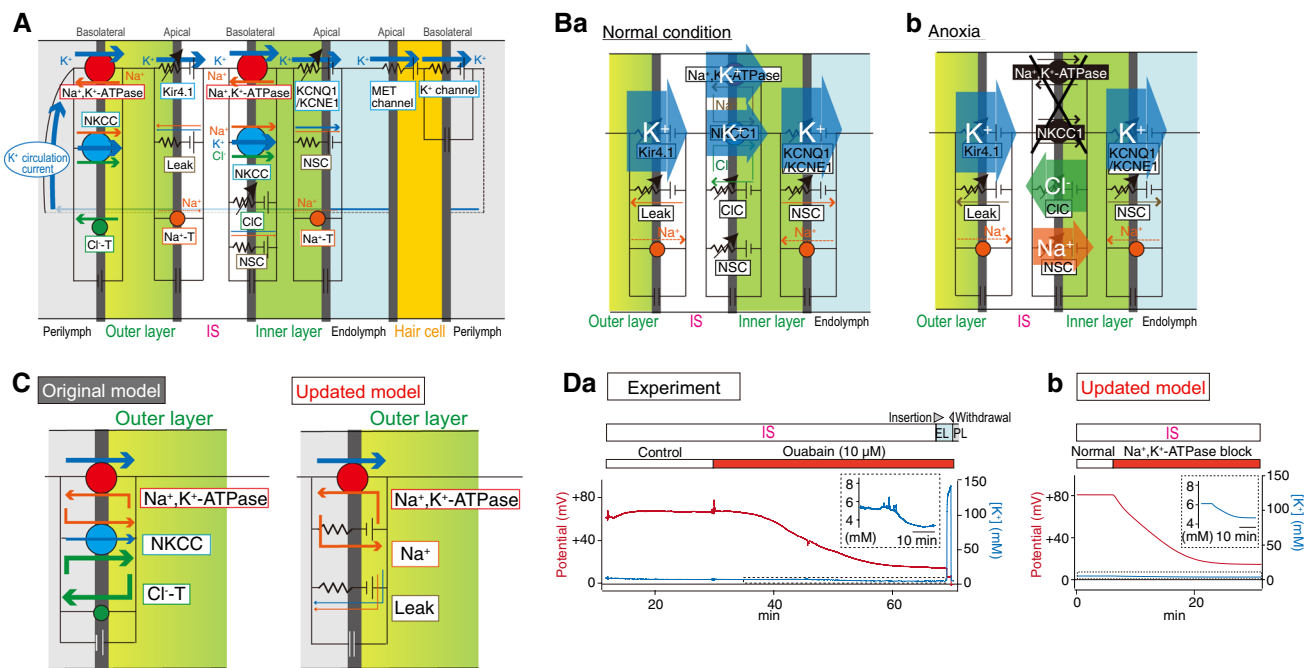 A
Basolateral
Apical
Basolateral
Apical
Apical
Basolateral
K⁺
K⁺
K⁺
K⁺
K⁺
K⁺
Na⁺
Na⁺
Na⁺,K⁺-ATPase
Kir4.1
Na⁺,K⁺-ATPase
KCNQ1
/KCNE1
MET
channel
K⁺ channel
NKCC
Na⁺
K⁺
Cl⁻
K⁺ circulation
current
Leak
NKCC
NSC
ClC
Na⁺
Na⁺
Cl⁻-T
Na⁺-T
NSC
Na⁺-T
Perilymph
Outer layer
IS
Inner layer
Endolymph
Hair cell
Perilymph
Ba
Normal condition
K⁺
Na⁺,K⁺-ATPase
Na⁺
K⁺
K⁺
K⁺
Kir4.1
NKCC1
KCNQ1
/KCNE1
Cl⁻
Leak
ClC
NSC
Na⁺
Na⁺
NSC
Outer layer
IS
Inner layer
Endolymph
b
Anoxia
Na⁺,K⁺-ATPase
K⁺
NKCC1
K⁺
Kir4.1
KCNQ1
/KCNE1
Cl⁻
Leak
ClC
NSC
Na⁺
Na⁺
Na⁺
NSC
Outer layer
IS
Inner layer
Endolymph
C
Original model
Outer layer
Na⁺,K⁺-ATPase
NKCC
Cl⁻-T
Updated model
Outer layer
Na⁺,K⁺-ATPase
Na⁺
Leak
Da
Experiment
Insertion
Withdrawal
IS
EL
PL
Control
Ouabain (10 µM)
Potential (mV)
+80
+40
0
8
6
4
(mM)
10 min
150
100
50
0
[K⁺] (mM)
20
40
60
min
b
Updated model
IS
Normal
Na⁺,K⁺-ATPase block
Potential (mV)
+80
+40
0
8
6
4
(mM)
10 min
150
100
50
0
[K⁺] (mM)
0
20
min